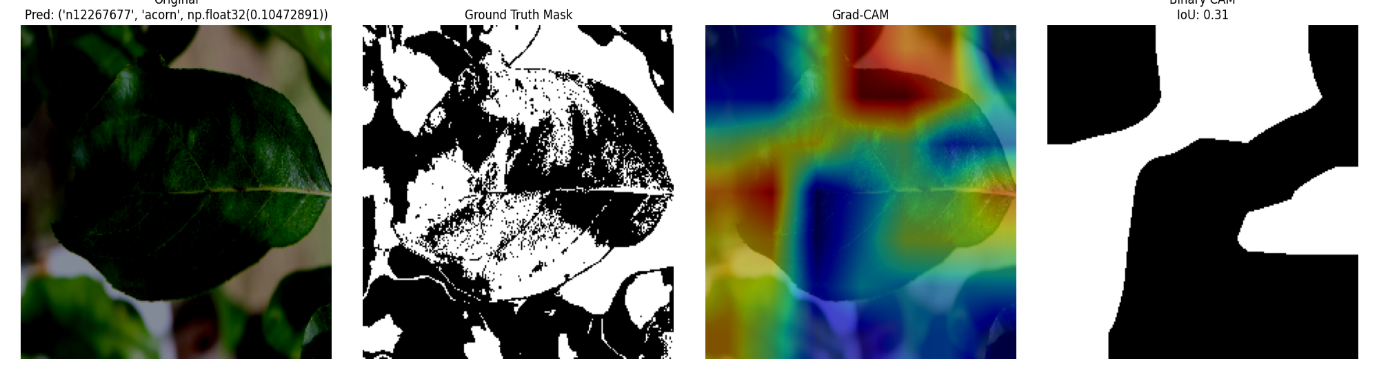 Original
Pred: ('n12267677', 'acorn', np.float32(0.10472891))
Ground Truth Mask
Grad-CAM
Binary CAM
IoU: 0.31